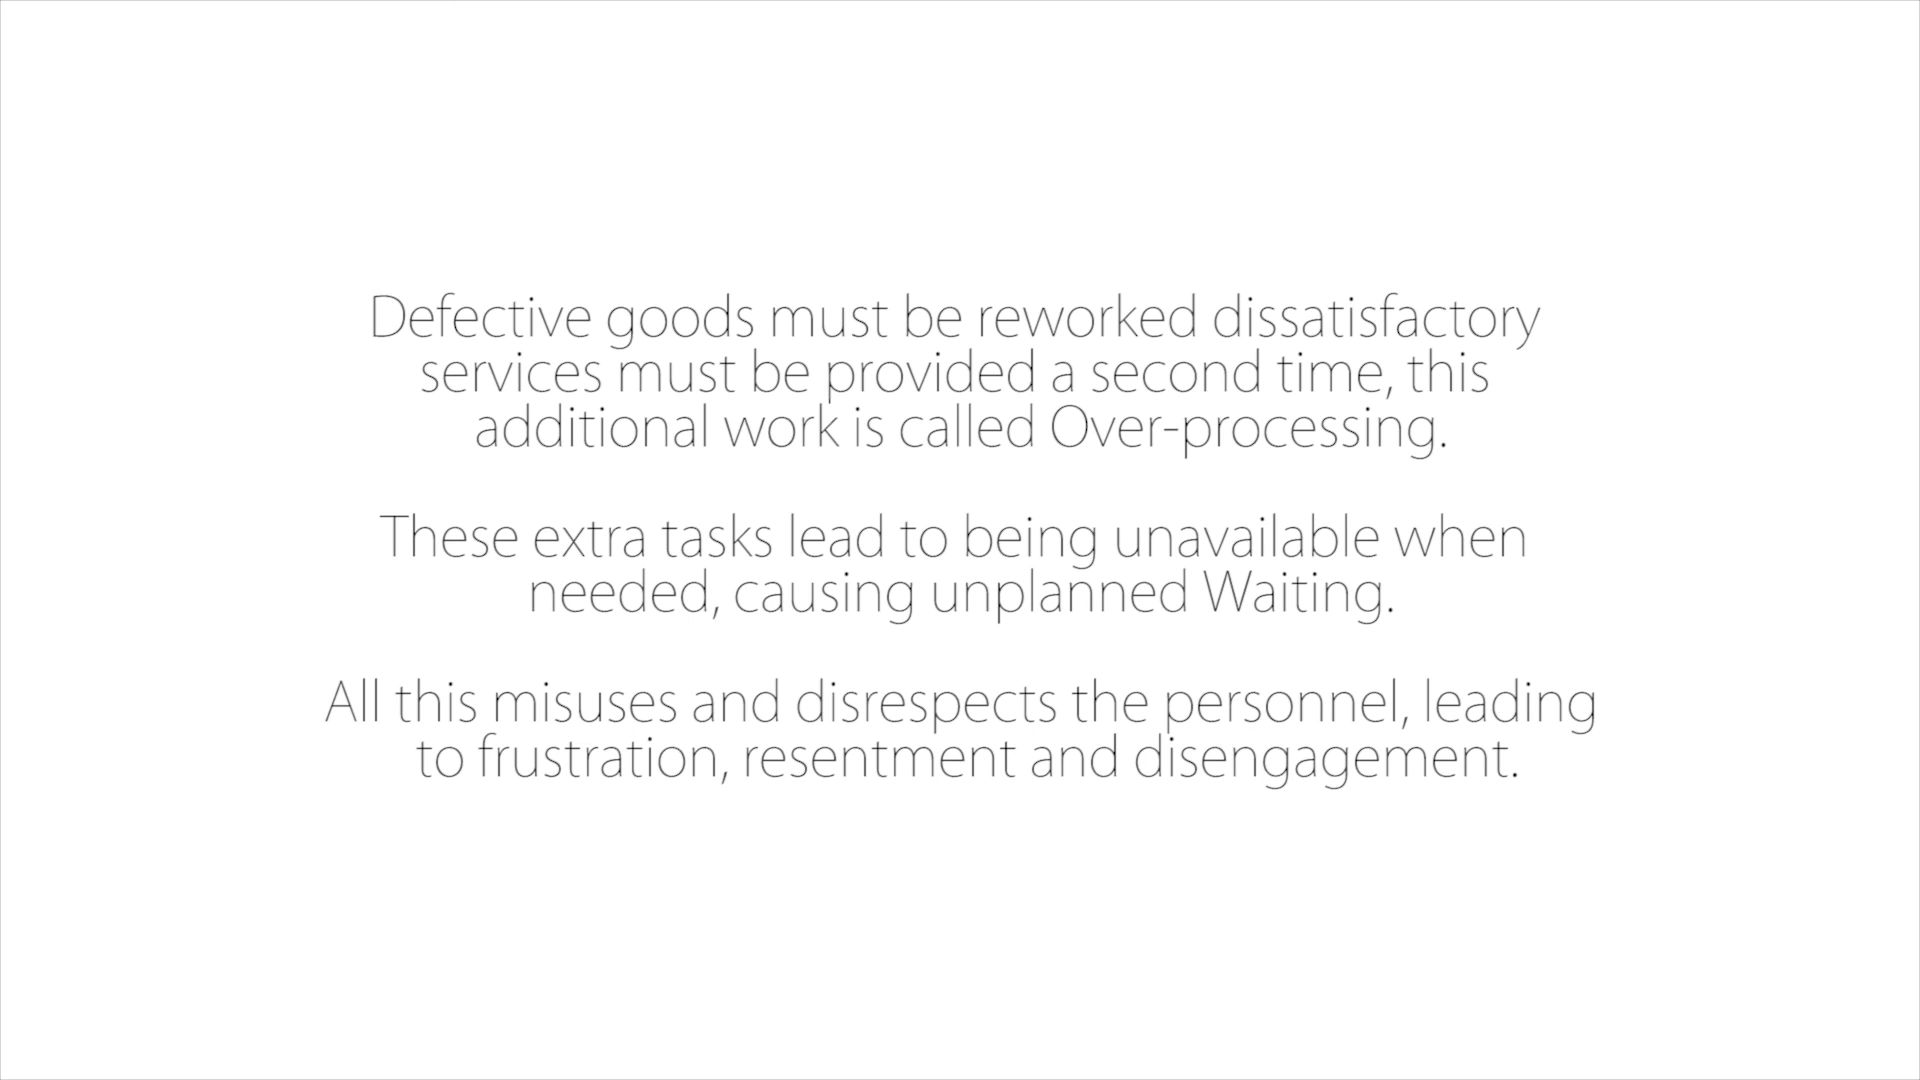 Defective goods must be reworked dissatisfactory
services must be provided a second time, this
additional work is called Over-processing.
These extra tasks lead to being unavailable when
needed, causing unplanned Waiting.
All this misuses and disrespects the personnel, leading
to frustration, resentment and disengagement.